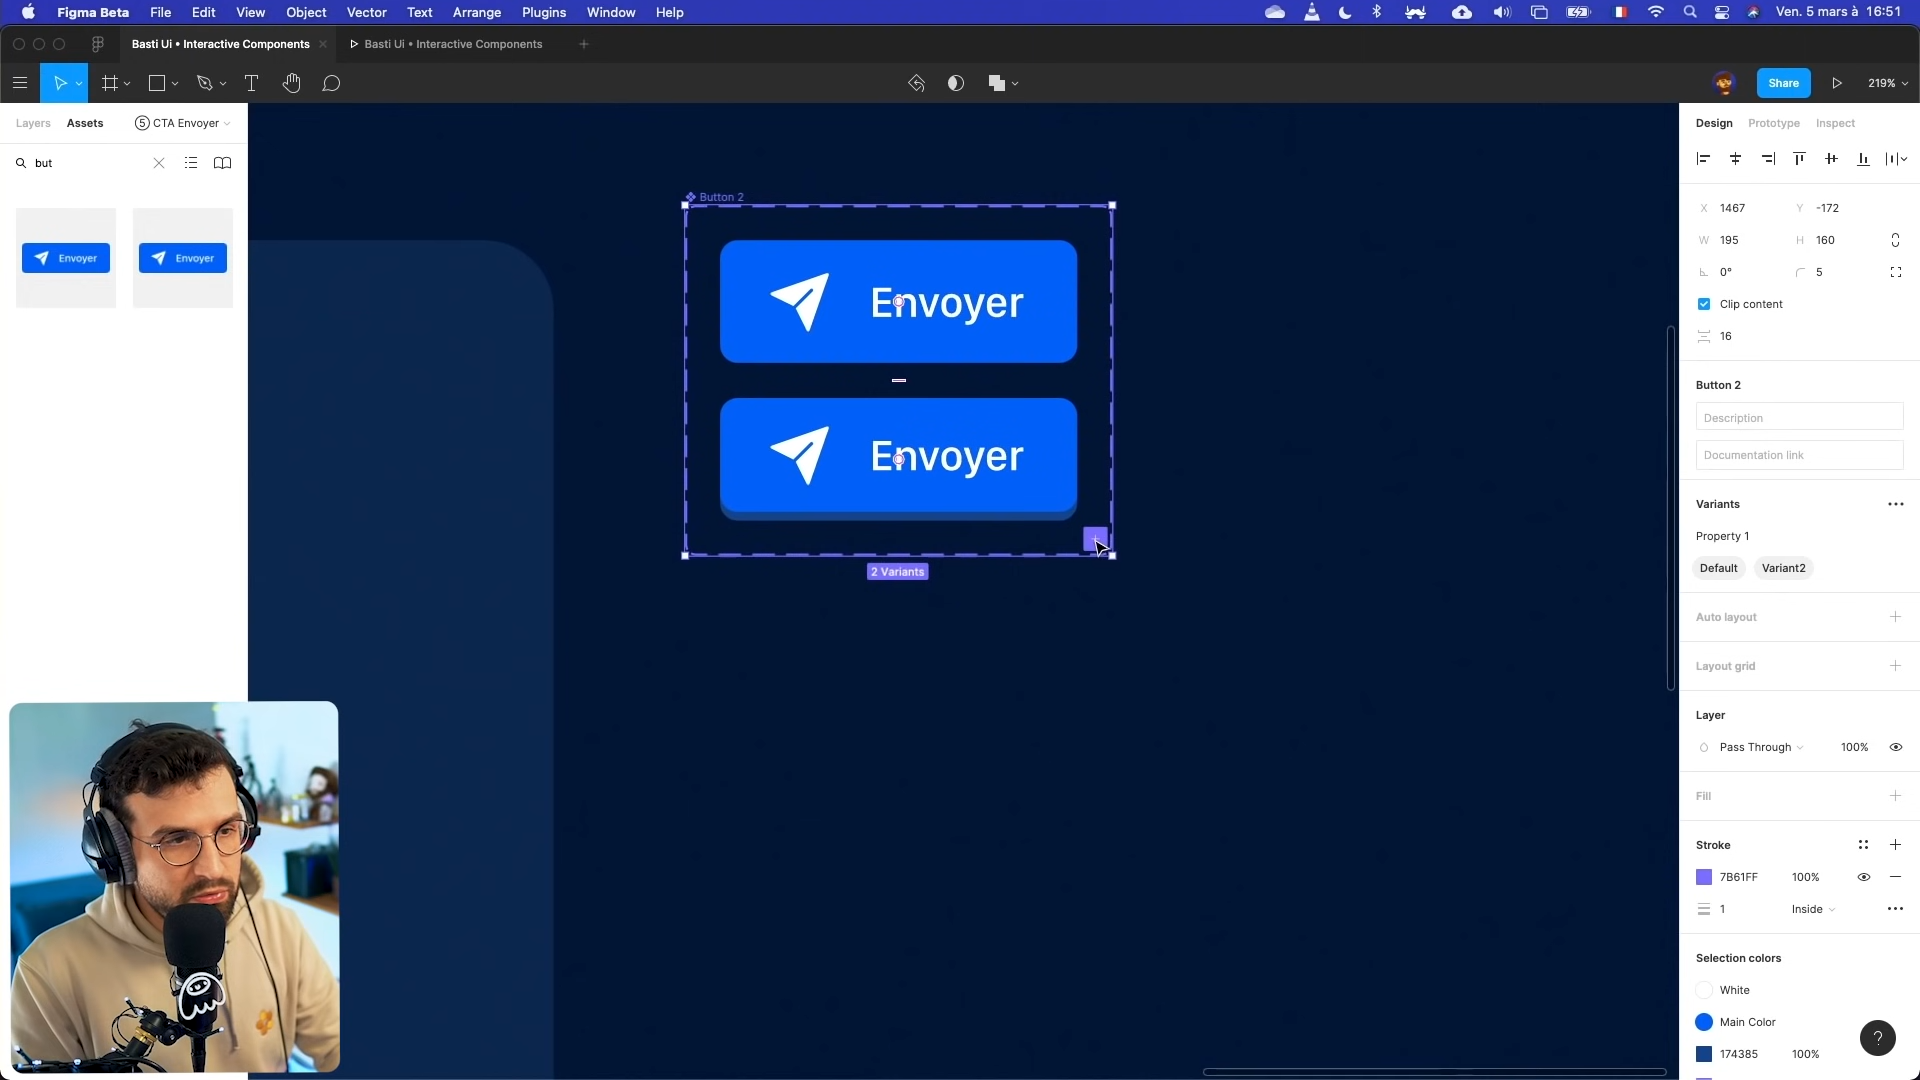 Figma Beta File Edit View Object Vector Text Arrange Plugins Window Help Ven. 5 mars à 16:51
Basti Ui • Interactive Components Basti Ui • Interactive Components
Share 219%
Layers Assets 5 CTA Envoyer
but
Envoyer Envoyer
Button 2
Envoyer
Envoyer
2 Variants
Design Prototype Inspect
X 1467 Y -172
W 195 H 160
0° 5
Clip content
16
Button 2
Description
Documentation link
Variants
Property 1
Default Variant2
Auto layout
Layout grid
Layer
Pass Through 100%
Fill
Stroke
7B61FF 100%
1 Inside
Selection colors
White
Main Color
174385 100%
?